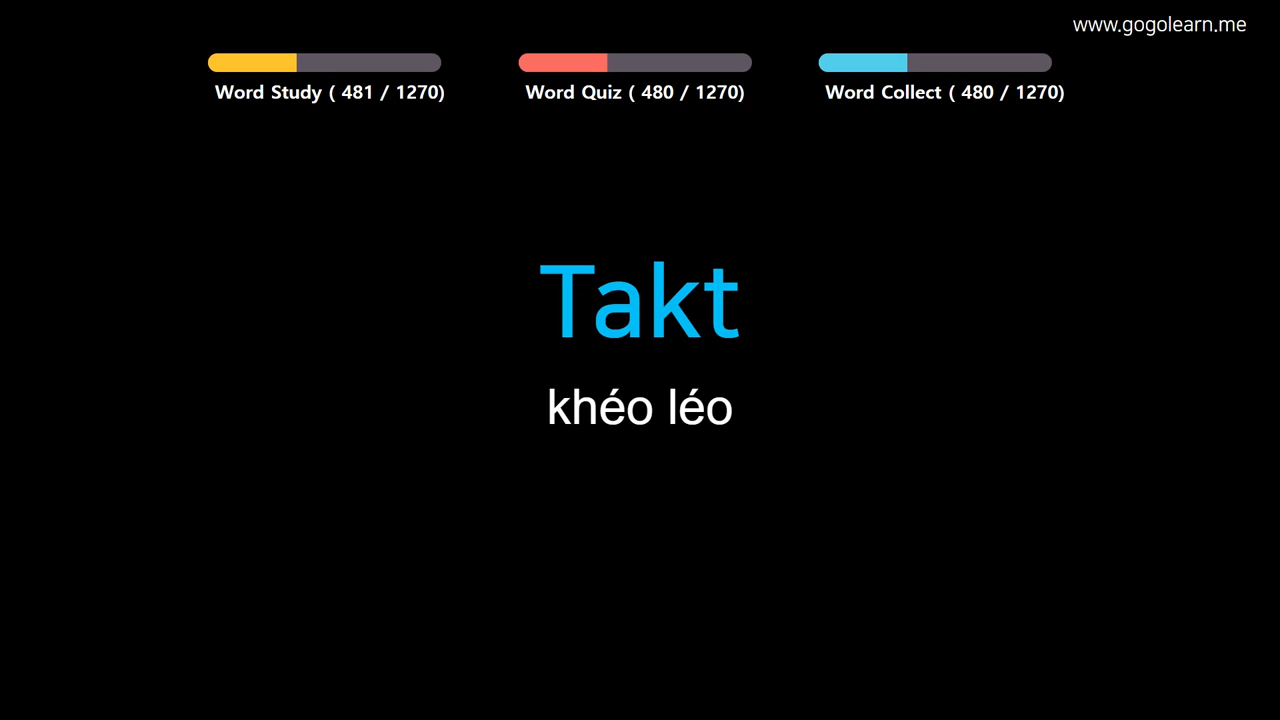 www.gogolearn.me
Word Study ( 481 / 1270)
Word Quiz ( 480 / 1270)
Word Collect ( 480 / 1270)
Takt
khéo léo